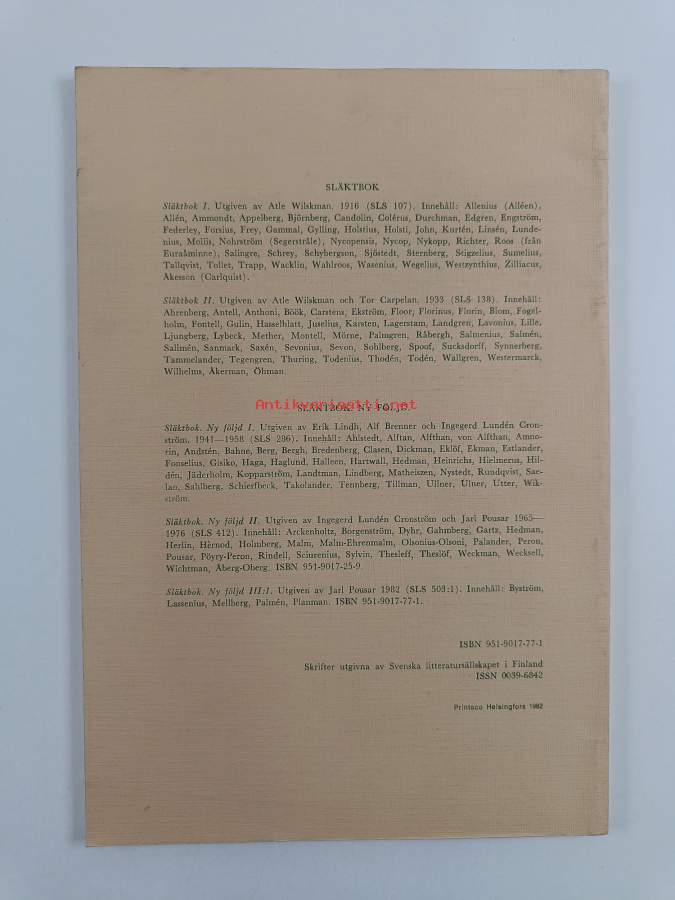 SLÄKTBOK
Släktbok I. Utgiven av Atle Wilskman. 1916 (SLS 107). Innehåll: Allenius (Alléen),
Allén, Ammondt, Appelberg, Björnberg, Candolin, Colérus, Durchman, Edgren, Engström,
Federley, Forsius, Frey, Gammal, Gylling, Holstius, Holsti, John, Kurtén, Linsén, Lunde-
nius, Moliis, Nohrström (Segerstråle), Nycopensis, Nycop, Nykopp, Richter, Roos (från
Euraåminne), Salingre, Schrey, Schybergson, Sjöstedt, Sternberg, Stigzelius, Sumelius,
Tallqvist, Tollet, Trapp, Wacklin, Wahlroos, Wasenius, Wegelius, Westzynthius, Zilliacus,
Åkesson (Carlquist).
Släktbok II. Utgiven av Atle Wilskman och Tor Carpelan. 1933 (SLS 138). Innehåll:
Ahrenberg, Antell, Anthoni, Böök, Carstens, Ekström, Floor, Florinus, Florin, Blom, Fogel-
holm, Fontell, Gulin, Hasselblatt, Juselius, Karsten, Lagerstam, Landgren, Lavonius, Lille,
Ljungberg, Lybeck, Mether, Montell, Mörne, Palmgren, Råbergh, Salmenius, Salmén,
Sallmén, Sanmark, Saxén, Sevonius, Sevon, Sohlberg, Spoof, Sucksdorff, Synnerberg,
Tammelander, Tegengren, Thuring, Todenius, Thodén, Todén, Wallgren, Westermarck,
Wilhelms, Åkerman, Öhman.
Antikvariaatti.net
SLÄKTBOK. NY FÖLJD.
Släktbok. Ny följd I. Utgiven av Erik Lindh, Alf Brenner och Ingegerd Lundén Cron-
ström. 1941—1958 (SLS 286). Innehåll: Ahlstedt, Alftan, Alfthan, von Alfthan, Amno-
rin, Andstén, Bahne, Berg, Bergh, Bredenberg, Clasen, Dickman, Eklöf, Ekman, Estlander,
Fonselius, Gisiko, Haga, Haglund, Halleen, Hartwall, Hedman, Heinrichs, Hielmerus, Hil-
dén, Jäderholm, Kopparström, Landtman, Lindberg, Matheiszen, Nystedt, Rundqvist, Sae-
lan, Sahlberg, Schierfbeck, Takolander, Tennberg, Tillman, Ullner, Ulner, Utter, Wik-
ström.
Släktbok. Ny följd II. Utgiven av Ingegerd Lundén Cronström och Jarl Pousar 1965—
1976 (SLS 412). Innehåll: Arckenholtz, Borgenström, Dyhr, Gahmberg, Gartz, Hedman,
Herlin, Hernod, Holmberg, Malm, Malm-Ehrenmalm, Olsonius-Olsoni, Palander, Peron,
Pousar, Pöyry-Peron, Rindell, Sciurenius, Sylvin, Thesleff, Theslöf, Weckman, Wecksell,
Wichtman, Åberg-Oberg. ISBN 951-9017-25-9.
Släktbok. Ny följd III:1. Utgiven av Jarl Pousar 1982 (SLS 503:1). Innehåll: Byström,
Lassenius, Mellberg, Palmén, Planman. ISBN 951-9017-77-1.
ISBN 951-9017-77-1
Skrifter utgivna av Svenska litteratursällskapet i Finland
ISSN 0039-6842
Printaco Helsingfors 1982